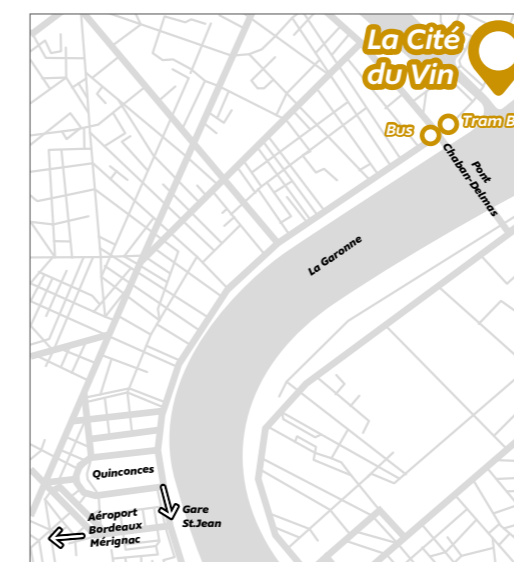 La Cité
du Vin
Bus
Tram B
Pont
Chaban-Delmas
La Garonne
Quinconces
Aéroport
Bordeaux
Mérignac
Gare
St.Jean